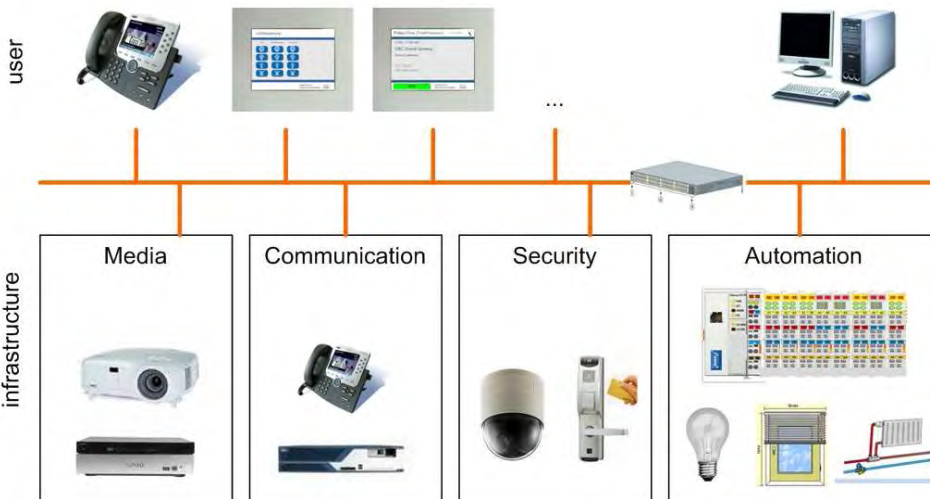 user
...
infrastructure
Media
Communication
Security
Automation